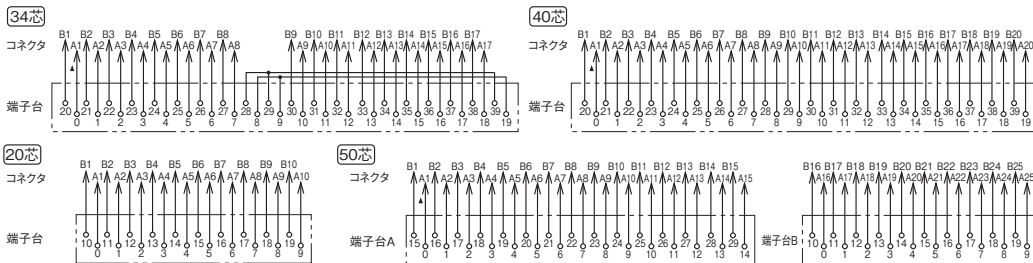 34芯
コネクタ
B1 B2 B3 B4 B5 B6 B7 B8 B9 B10 B11 B12 B13 B14 B15 B16 B17
A1 A2 A3 A4 A5 A6 A7 A8 A9 A10 A11 A12 A13 A14 A15 A16 A17
端子台
20 21 22 23 24 25 26 27 28 29 30 31 33 34 35 36 37 38 39
0 1 2 3 4 5 6 7 8 9 10 11 12 13 14 15 16 17 18 19
40芯
コネクタ
B1 B2 B3 B4 B5 B6 B7 B8 B9 B10 B11 B12 B13 B14 B15 B16 B17 B18 B19 B20
A1 A2 A3 A4 A5 A6 A7 A8 A9 A10 A11 A12 A13 A14 A15 A16 A17 A18 A19 A20
端子台
20 21 22 23 24 25 26 27 28 29 30 31 32 33 34 35 36 37 38 39
0 1 2 3 4 5 6 7 8 9 10 11 12 13 14 15 16 17 18 19
20芯
コネクタ
B1 B2 B3 B4 B5 B6 B7 B8 B9 B10
A1 A2 A3 A4 A5 A6 A7 A8 A9 A10
端子台
10 11 12 13 14 15 16 17 18 19
0 1 2 3 4 5 6 7 8 9
50芯
コネクタ
B1 B2 B3 B4 B5 B6 B7 B8 B9 B10 B11 B12 B13 B14 B15
A1 A2 A3 A4 A5 A6 A7 A8 A9 A10 A11 A12 A13 A14 A15
端子台A
15 16 17 18 19 20 21 22 23 24 25 26 27 28 29
0 1 2 3 4 5 6 7 8 9 10 11 12 13 14
B16 B17 B18 B19 B20 B21 B22 B23 B24 B25
A16 A17 A18 A19 A20 A21 A22 A23 A24 A25
端子台B
10 11 12 13 14 15 16 17 18 19
0 1 2 3 4 5 6 7 8 9